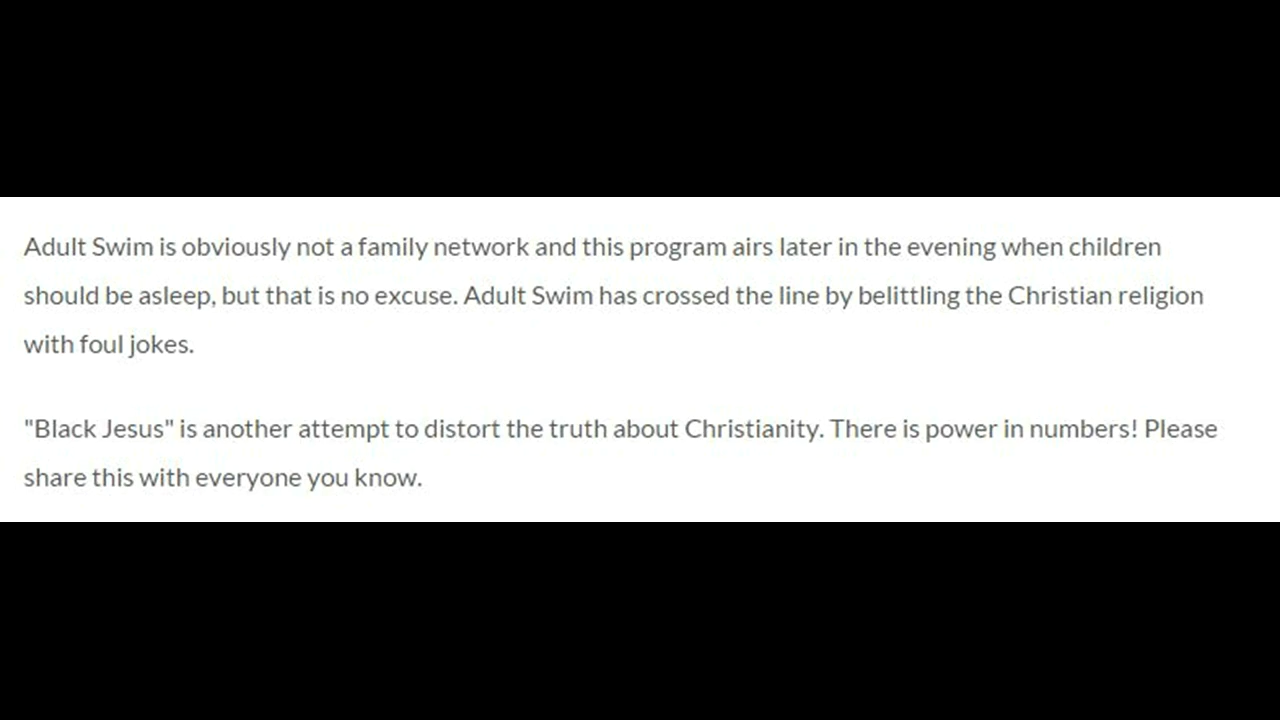 Adult Swim is obviously not a family network and this program airs later in the evening when children
should be asleep, but that is no excuse. Adult Swim has crossed the line by belittling the Christian religion
with foul jokes.
"Black Jesus" is another attempt to distort the truth about Christianity. There is power in numbers! Please
share this with everyone you know.